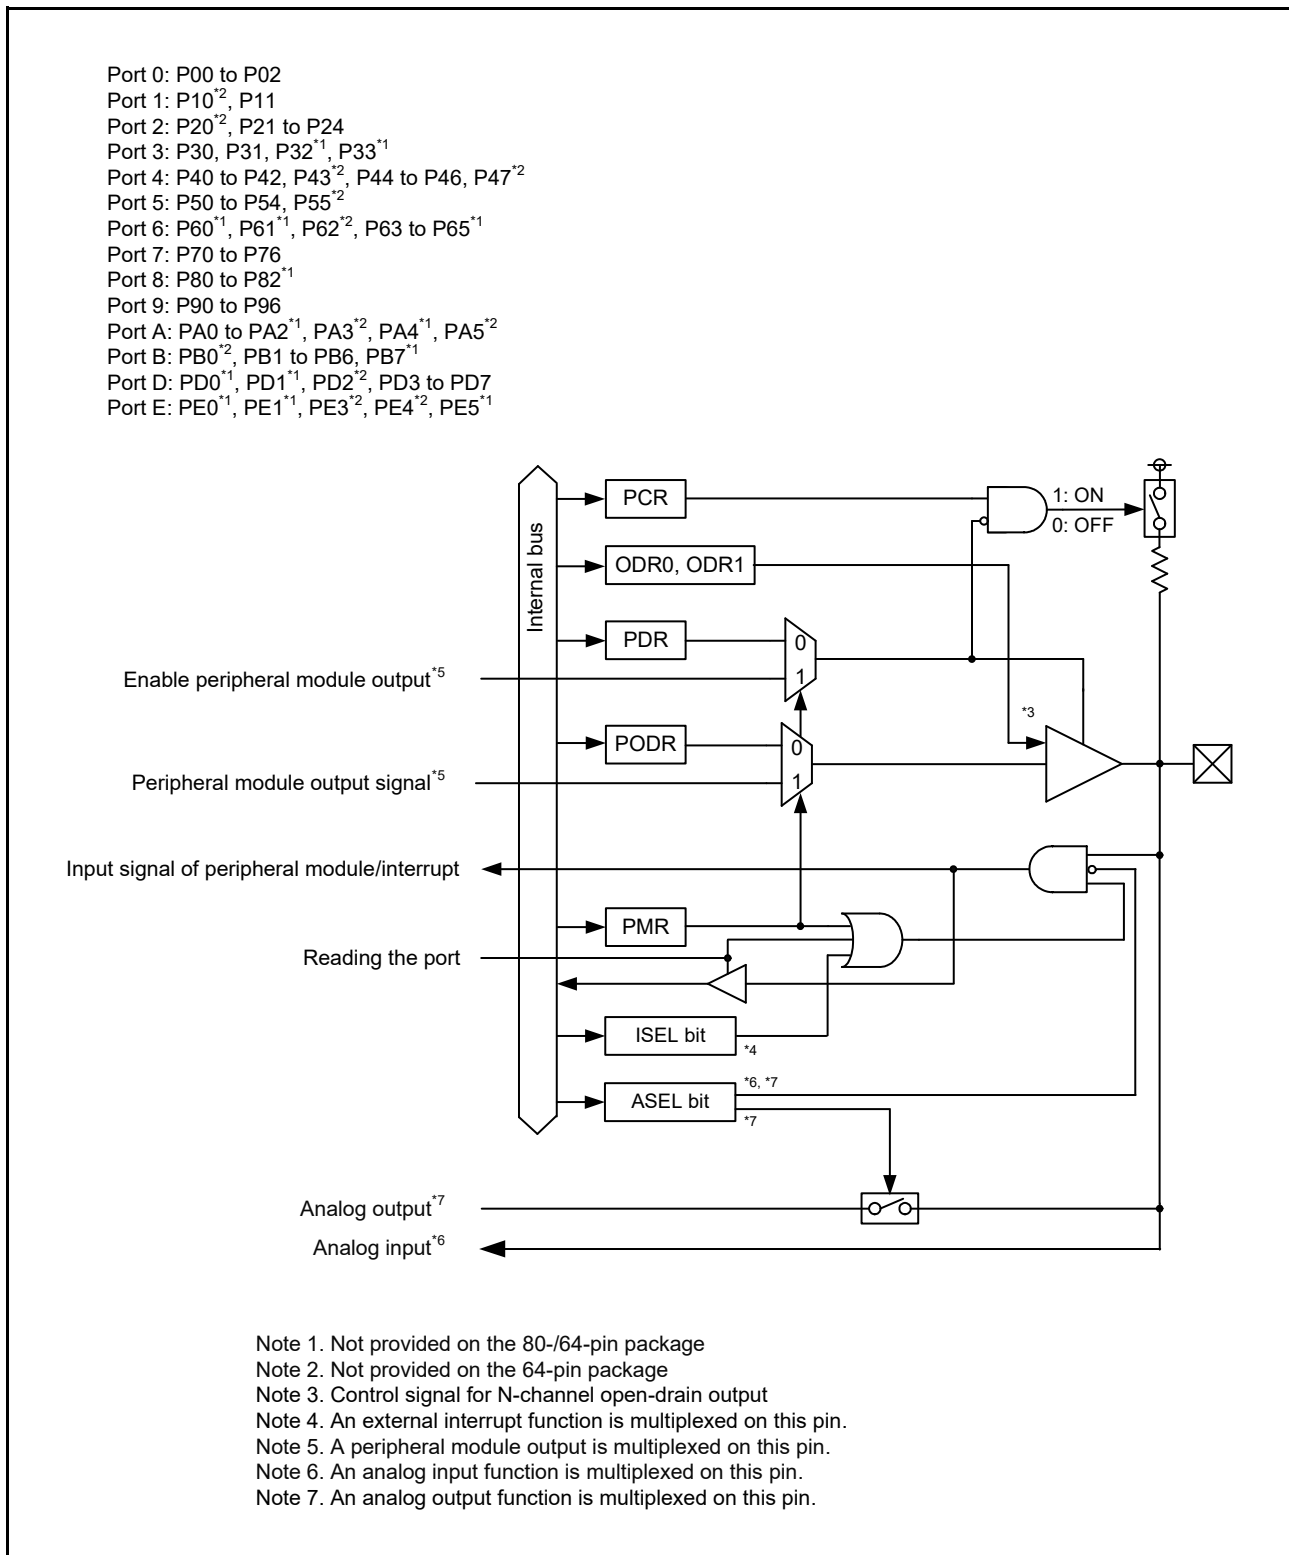 Port 0: P00 to P02
Port 1: P10*2, P11
Port 2: P20*2, P21 to P24
Port 3: P30, P31, P32*1, P33*1
Port 4: P40 to P42, P43*2, P44 to P46, P47*2
Port 5: P50 to P54, P55*2
Port 6: P60*1, P61*1, P62*2, P63 to P65*1
Port 7: P70 to P76
Port 8: P80 to P82*1
Port 9: P90 to P96
Port A: PA0 to PA2*1, PA3*2, PA4*1, PA5*2
Port B: PB0*2, PB1 to PB6, PB7*1
Port D: PD0*1, PD1*1, PD2*2, PD3 to PD7
Port E: PE0*1, PE1*1, PE3*2, PE4*2, PE5*1
Internal bus
PCR
1: ON
0: OFF
ODR0, ODR1
PDR
0
1
Enable peripheral module output*5
*3
PODR
0
1
Peripheral module output signal*5
Input signal of peripheral module/interrupt
PMR
Reading the port
ISEL bit
*4
ASEL bit
*6, *7
*7
Analog output*7
Analog input*6
Note 1. Not provided on the 80-/64-pin package
Note 2. Not provided on the 64-pin package
Note 3. Control signal for N-channel open-drain output
Note 4. An external interrupt function is multiplexed on this pin.
Note 5. A peripheral module output is multiplexed on this pin.
Note 6. An analog input function is multiplexed on this pin.
Note 7. An analog output function is multiplexed on this pin.